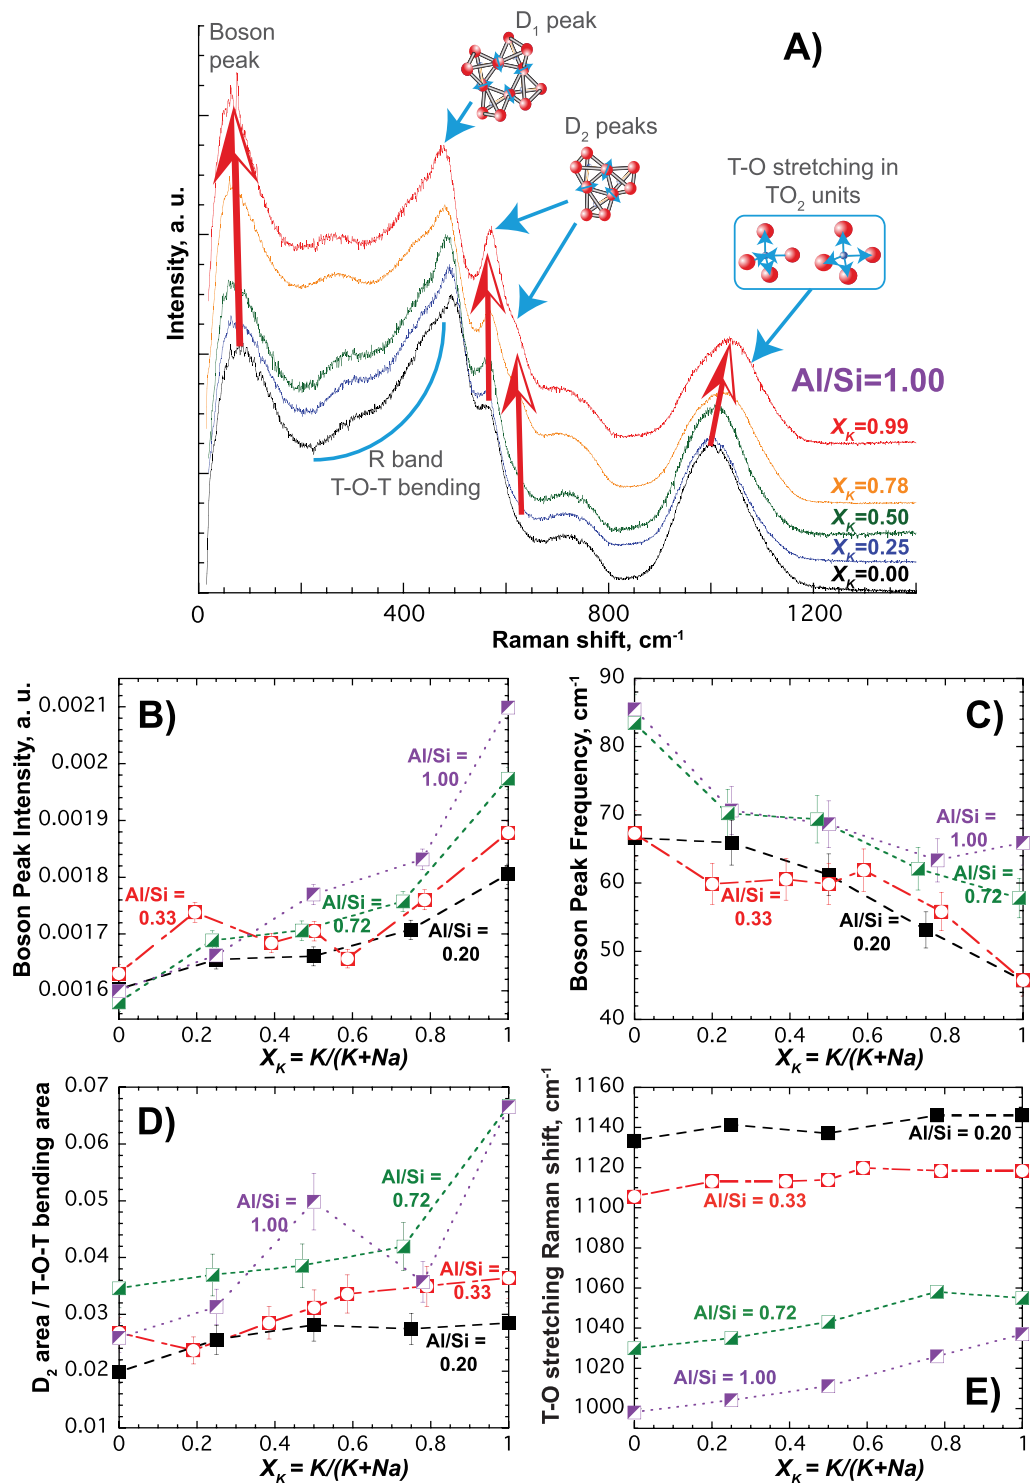 Boson
peak
D1 peak
A)
D2 peaks
T-O stretching in
TO2 units
Intensity, a. u.
Al/Si=1.00
XK=0.99
R band
T-O-T bending
XK=0.78
XK=0.50
XK=0.25
XK=0.00
0 400 800 1200
Raman shift, cm-1
B)
Boson Peak Intensity, a. u.
0.0021
0.002
0.0019
0.0018
0.0017
0.0016
Al/Si =
1.00
Al/Si =
0.33
Al/Si =
0.72
Al/Si =
0.20
0 0.2 0.4 0.6 0.8 1
XK = K/(K+Na)
C)
Boson Peak Frequency, cm-1
90
80
70
60
50
40
Al/Si =
1.00
Al/Si =
0.72
Al/Si =
0.33
Al/Si =
0.20
0 0.2 0.4 0.6 0.8 1
XK = K/(K+Na)
D)
D2 area / T-O-T bending area
0.07
0.06
0.05
0.04
0.03
0.02
0.01
Al/Si =
0.72
Al/Si =
1.00
Al/Si =
0.33
Al/Si =
0.20
0 0.2 0.4 0.6 0.8 1
XK = K/(K+Na)
T-O stretching Raman shift, cm-1
1160
1140
1120
1100
1080
1060
1040
1020
1000
Al/Si = 0.20
Al/Si = 0.33
Al/Si = 0.72
Al/Si = 1.00
E)
0 0.2 0.4 0.6 0.8 1
XK = K/(K+Na)